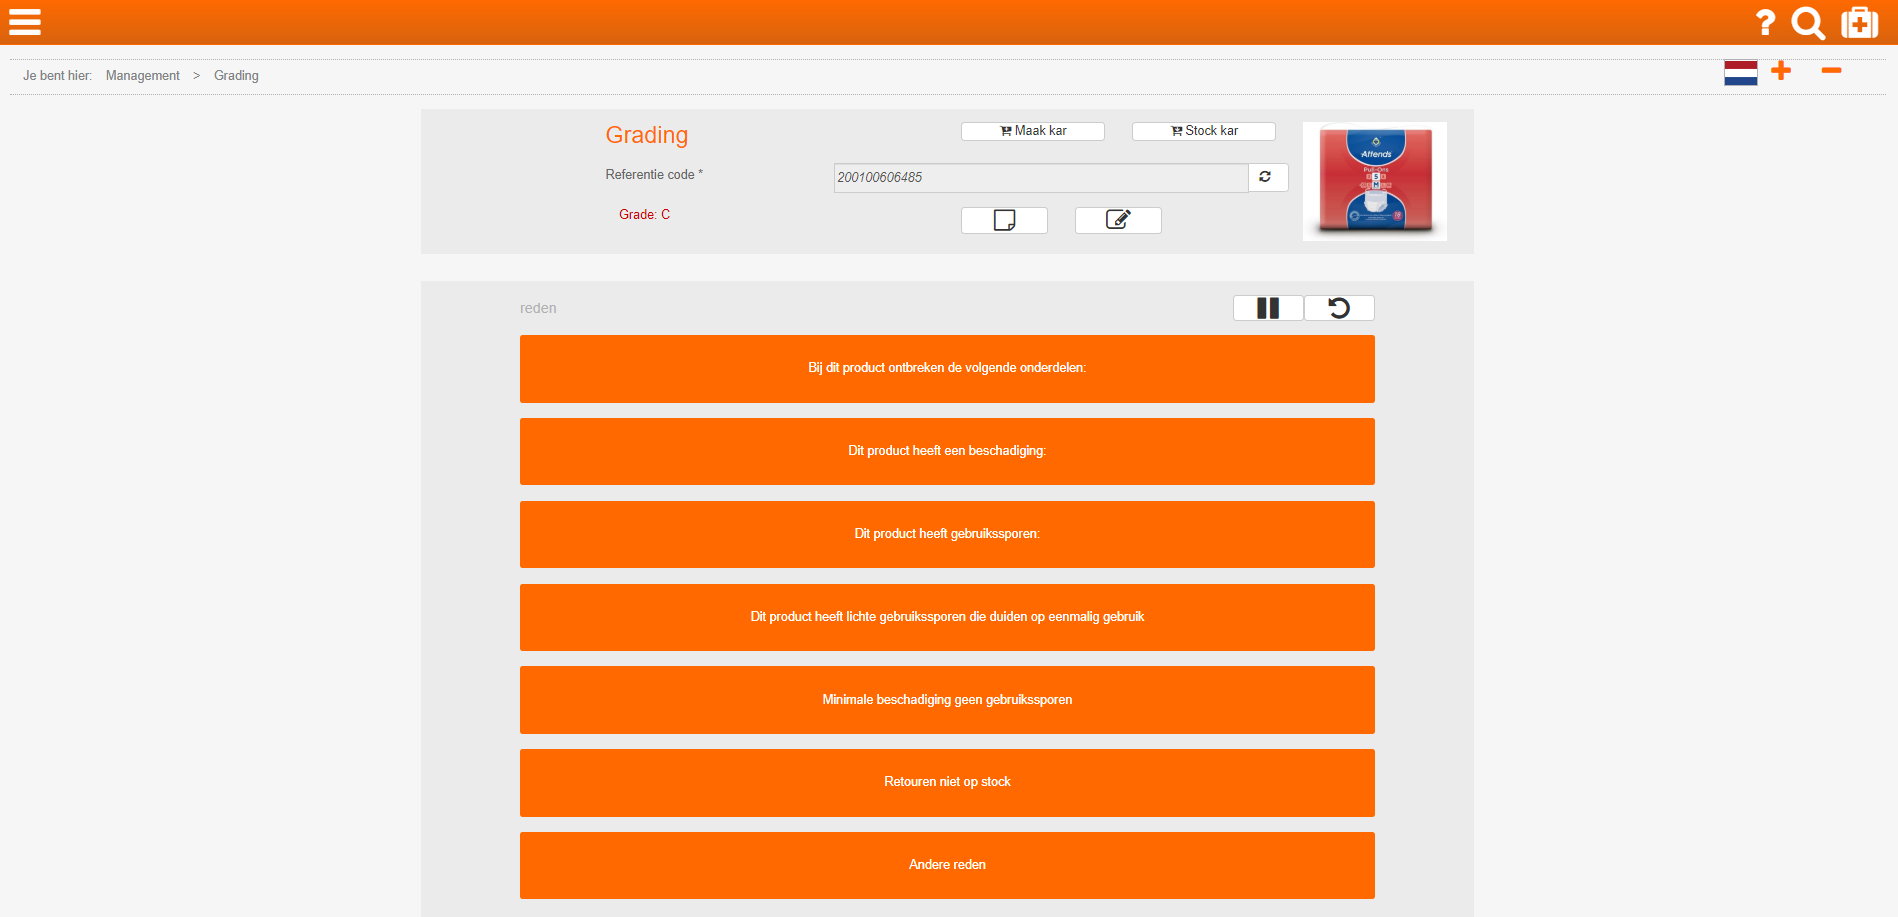 Je bent hier: Management > Grading
Grading
Maak kar
Stock kar
Referentie code *
200100606485
Grade: C
Attends
Pull-Ons
S
M
reden
Bij dit product ontbreken de volgende onderdelen:
Dit product heeft een beschadiging:
Dit product heeft gebruikssporen:
Dit product heeft lichte gebruikssporen die duiden op eenmalig gebruik
Minimale beschadiging geen gebruikssporen
Retouren niet op stock
Andere reden